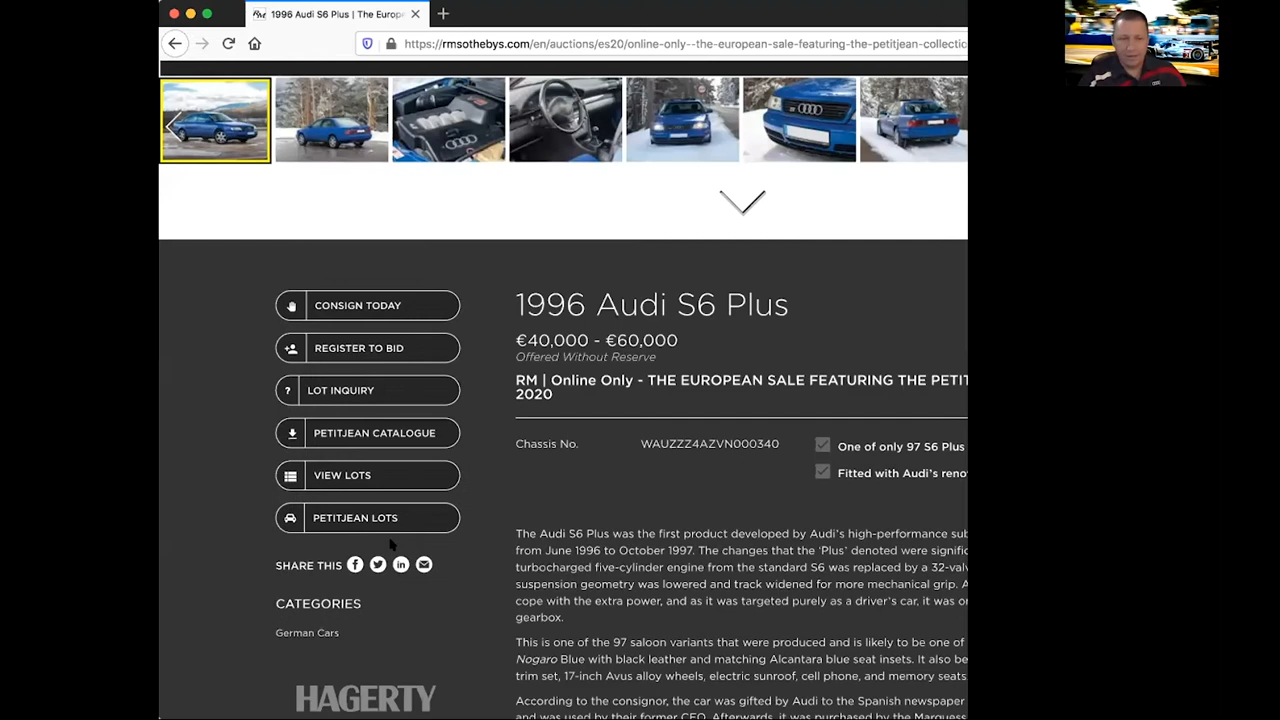 1996 Audi S6 Plus | The Europe
https://rmsothebys.com/en/auctions/es20/online-only--the-european-sale-featuring-the-petitjean-collectic
CONSIGN TODAY
REGISTER TO BID
? LOT INQUIRY
PETITJEAN CATALOGUE
VIEW LOTS
PETITJEAN LOTS
SHARE THIS
CATEGORIES
German Cars
HAGERTY
1996 Audi S6 Plus
€40,000 - €60,000
Offered Without Reserve
RM | Online Only - THE EUROPEAN SALE FEATURING THE PETIT
2020
Chassis No. WAUZZZ4AZVN000340
One of only 97 S6 Plus
Fitted with Audi's reno
The Audi S6 Plus was the first product developed by Audi's high-performance sub
from June 1996 to October 1997. The changes that the 'Plus' denoted were signific
turbocharged five-cylinder engine from the standard S6 was replaced by a 32-valv
suspension geometry was lowered and track widened for more mechanical grip. A
cope with the extra power, and as it was targeted purely as a driver's car, it was on
gearbox.
This is one of the 97 saloon variants that were produced and is likely to be one of
Nogaro Blue with black leather and matching Alcantara blue seat insets. It also be
trim set, 17-inch Avus alloy wheels, electric sunroof, cell phone, and memory seats.
According to the consignor, the car was gifted by Audi to the Spanish newspaper
and was used by their former CEO. Afterwards, it was purchased by the Marquess